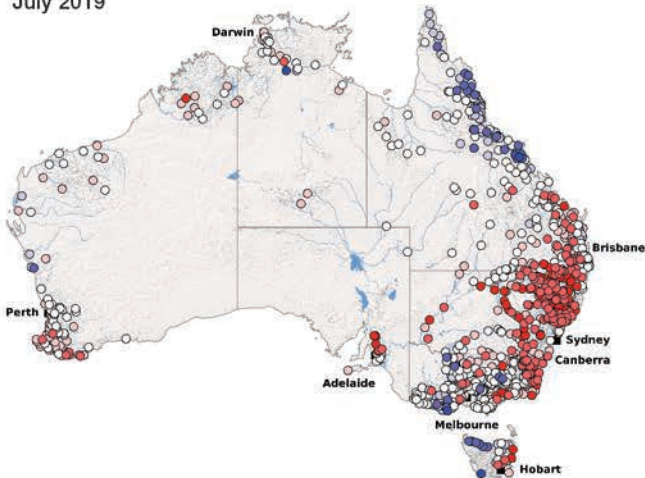 July 2019
Darwin
Brisbane
Perth
Sydney
Canberra
Adelaide
Melbourne
Hobart